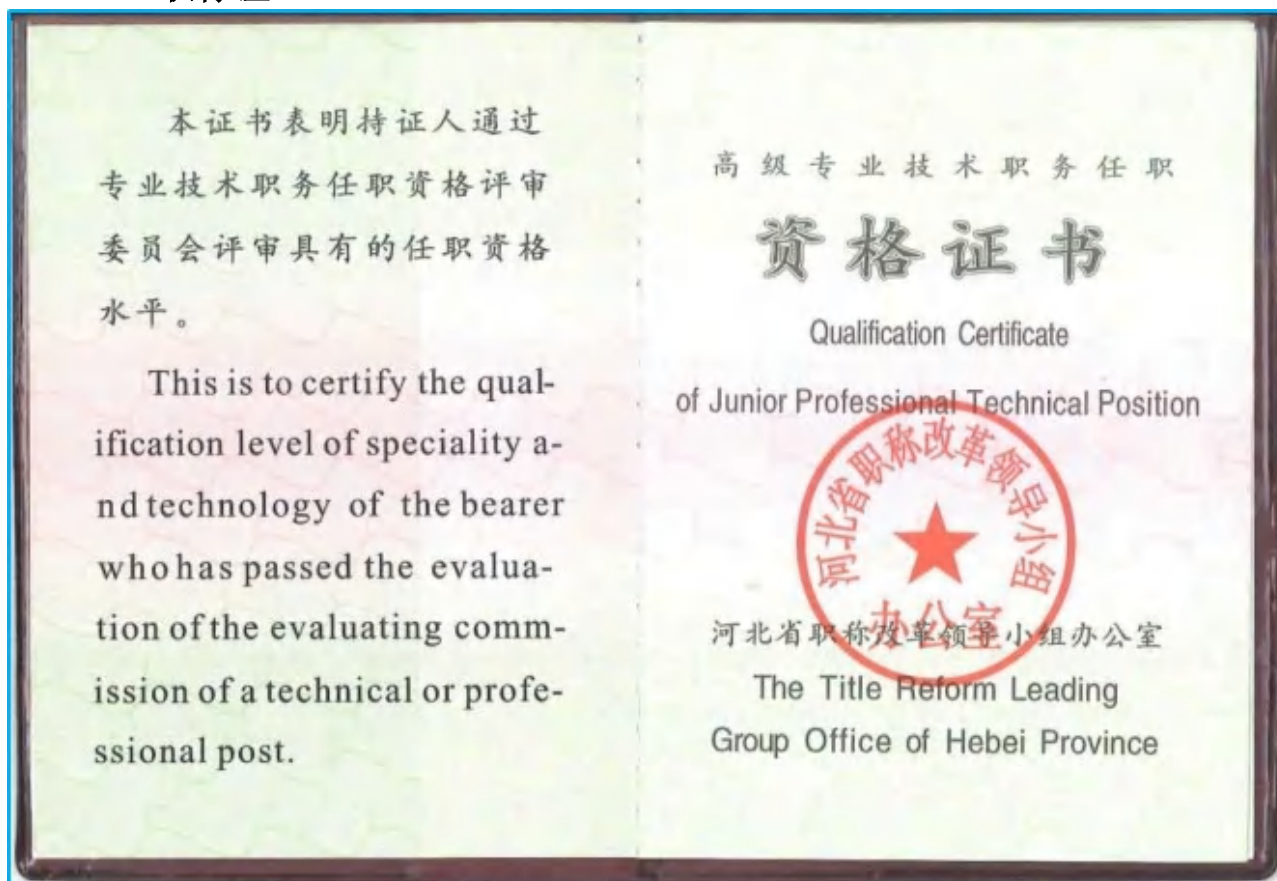 本证书表明持证人通过
专业技术职务任职资格评审
委员会评审具有的任职资格
水平。
This is to certify the qual-
ification level of speciality a-
nd technology of the bearer
who has passed the evalua-
tion of the evaluating comm-
ission of a technical or profe-
ssional post.
高级专业技术职务任职
资格证书
Qualification Certificate
of Junior Professional Technical Position
河北省职称改革领导小组
办公室
河北省职称改革领导小组办公室
The Title Reform Leading
Group Office of Hebei Province